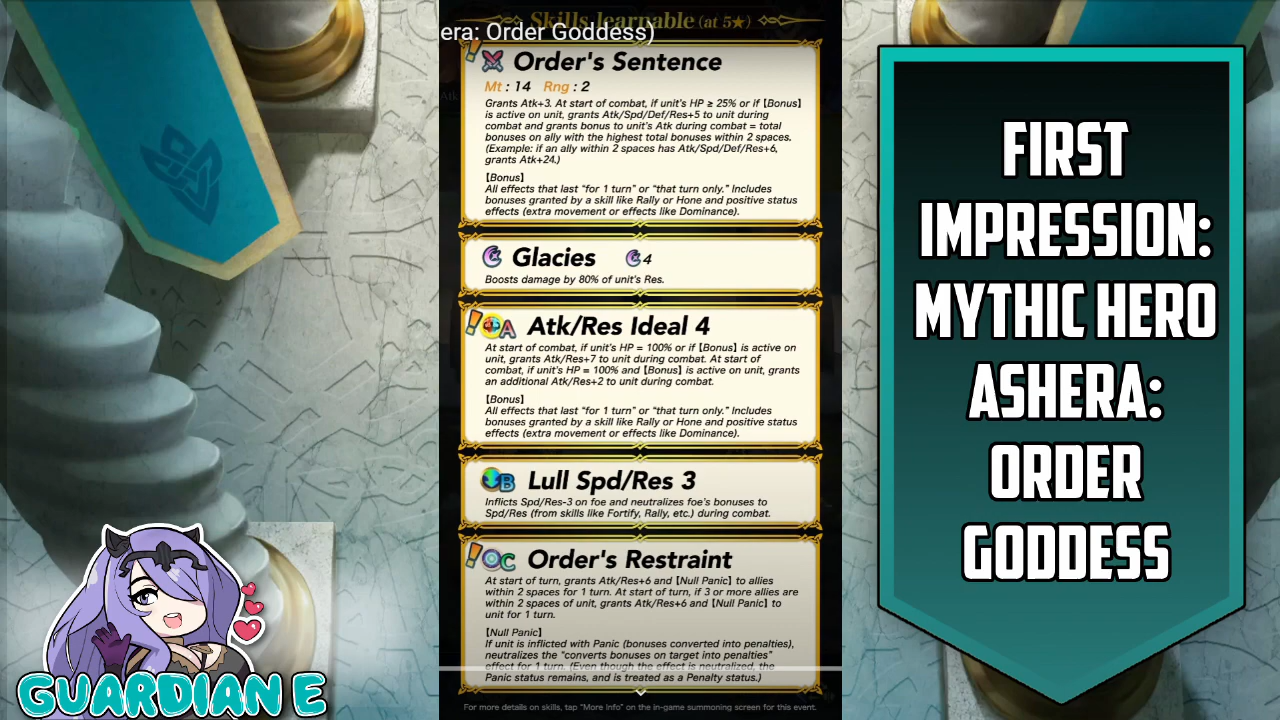 Skills learnable (at 5★)
era: Order Goddess)
Order's Sentence
Mt : 14 Rng : 2
Grants Atk+3. At start of combat, if unit's HP ≥ 25% or if 【Bonus】
is active on unit, grants Atk/Spd/Def/Res+5 to unit during
combat and grants bonus to unit's Atk during combat = total
bonuses on ally with the highest total bonuses within 2 spaces.
(Example: if an ally within 2 spaces has Atk/Spd/Def/Res+6,
grants Atk+24.)
【Bonus】
All effects that last “for 1 turn” or “that turn only.” Includes
bonuses granted by a skill like Rally or Hone and positive status
effects (extra movement or effects like Dominance).
Glacies 4
Boosts damage by 80% of unit's Res.
A Atk/Res Ideal 4
At start of combat, if unit's HP = 100% or if 【Bonus】 is active on
unit, grants Atk/Res+7 to unit during combat. At start of
combat, if unit's HP = 100% and 【Bonus】 is active on unit, grants
an additional Atk/Res+2 to unit during combat.
【Bonus】
All effects that last “for 1 turn” or “that turn only.” Includes
bonuses granted by a skill like Rally or Hone and positive status
effects (extra movement or effects like Dominance).
B Lull Spd/Res 3
Inflicts Spd/Res-3 on foe and neutralizes foe's bonuses to
Spd/Res (from skills like Fortify, Rally, etc.) during combat.
C Order's Restraint
At start of turn, grants Atk/Res+6 and 【Null Panic】 to allies
within 2 spaces for 1 turn. At start of turn, if 3 or more allies are
within 2 spaces of unit, grants Atk/Res+6 and 【Null Panic】 to
unit for 1 turn.
【Null Panic】
If unit is inflicted with Panic (bonuses converted into penalties),
neutralizes the “converts bonuses on target into penalties”
effect for 1 turn. (Even though the effect is neutralized, the
Panic status remains, and is treated as a Penalty status.)
For more details on skills, tap “More Info” on the in-game summoning screen for this event.
FIRST
IMPRESSION:
MYTHIC HERO
ASHERA:
ORDER
GODDESS
GUARDIAN E